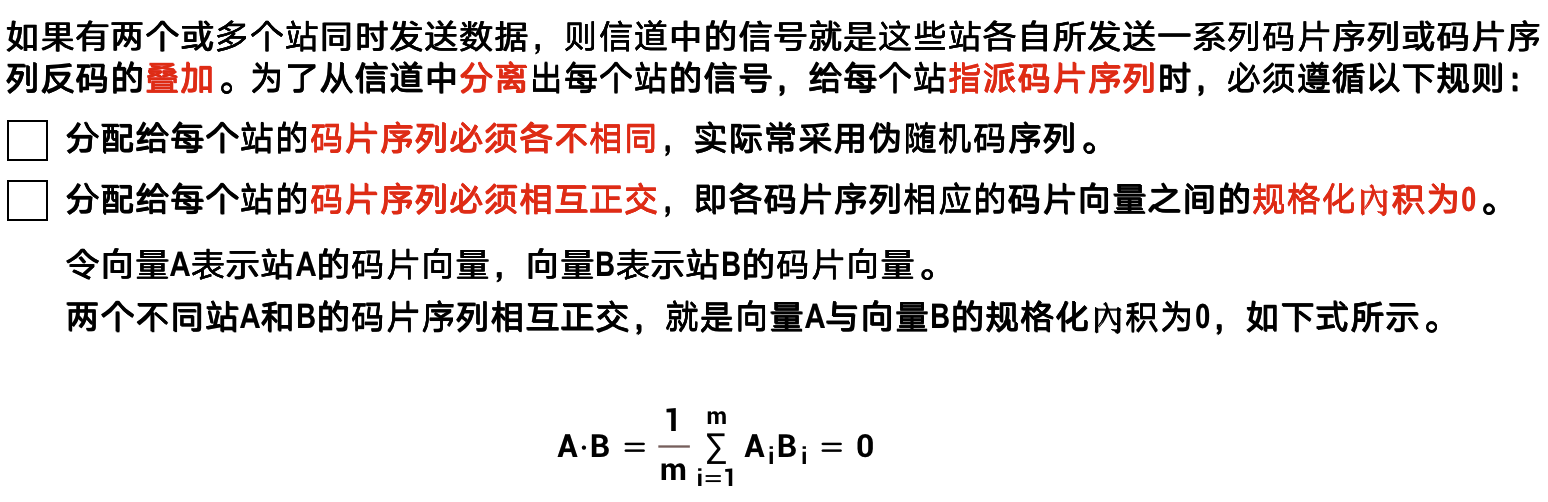 如果有两个或多个站同时发送数据，则信道中的信号就是这些站各自所发送一系列码片序列或码片序
列反码的叠加。为了从信道中分离出每个站的信号，给每个站指派码片序列时，必须遵循以下规则：
分配给每个站的码片序列必须各不相同，实际常采用伪随机码序列。
分配给每个站的码片序列必须相互正交，即各码片序列相应的码片向量之间的规格化內积为0。
令向量A表示站A的码片向量，向量B表示站B的码片向量。
两个不同站A和B的码片序列相互正交，就是向量A与向量B的规格化內积为0，如下式所示。
A·B = 1/m ∑_{i=1}^{m} A_i B_i = 0